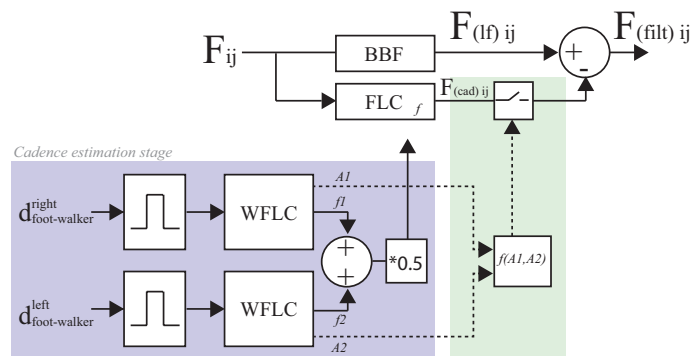 F ij
BBF
F (lf) ij
+
-
F (filt) ij
FLC f
F (cad) ij
Cadence estimation stage
d right foot-walker
WFLC
A1
f1
+
+
*0.5
f(A1,A2)
d left foot-walker
WFLC
f2
A2